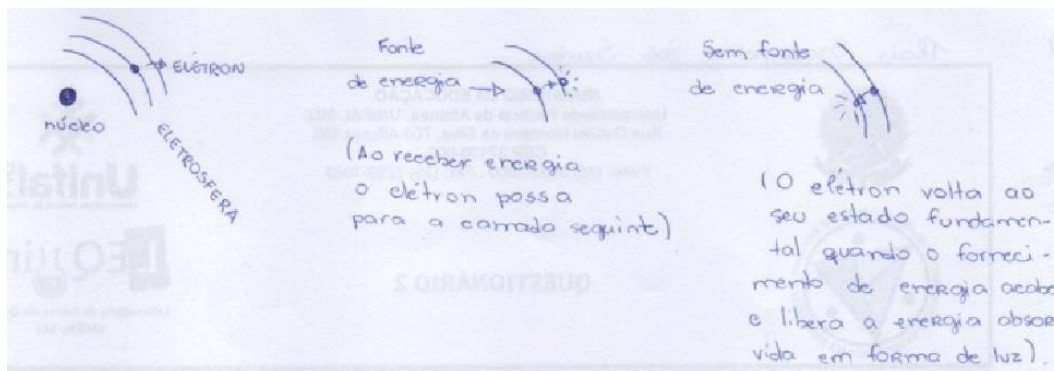 ELÉTRON
núcleo
ELETROSFERA
Fonte
de energia
(Ao receber energia
o elétron passa
para a camada seguinte)
Sem fonte
de energia
(O elétron volta ao
seu estado fundamen-
tal quando o forneci-
mento de energia acaba
e libera a energia absor
vida em forma de luz).
QUESTIONÁRIO 2